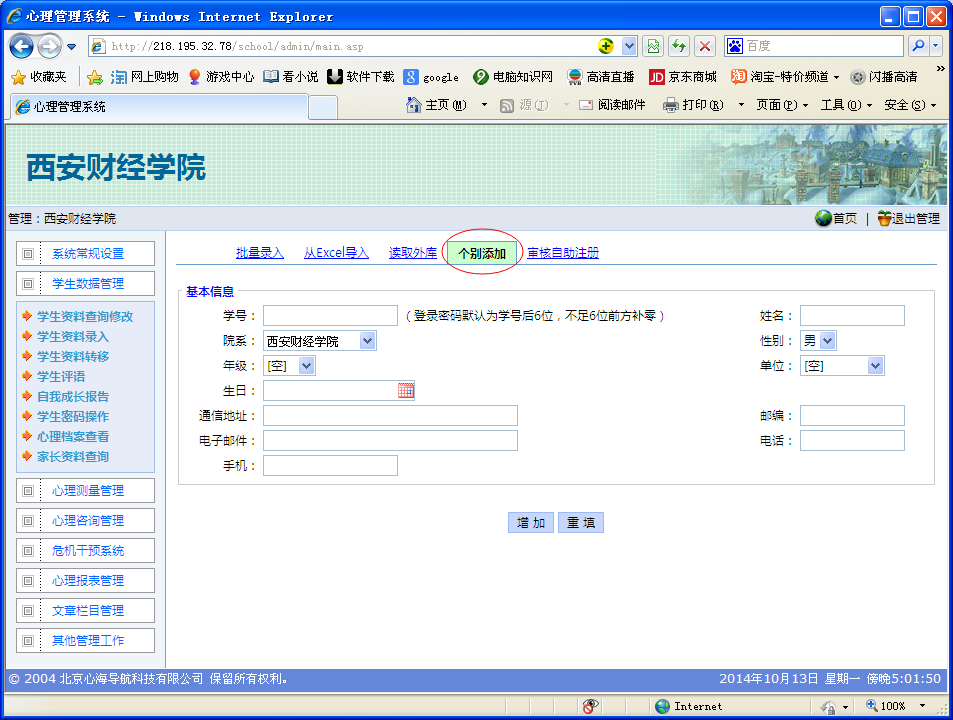 心理管理系统 - Windows Internet Explorer
http://218.195.32.78/school/admin/main.asp 百度
收藏夹 网上购物 游戏中心 看小说 软件下载 google 电脑知识网 高清直播 京东商城 淘宝-特价频道 闪播高清 »
心理管理系统 主页(M) 源(J) 阅读邮件 打印(R) 页面(P) 工具(O) 安全(S)
西安财经学院
管理：西安财经学院 首页 | 退出管理
系统常规设置
学生数据管理
学生资料查询修改
学生资料录入
学生资料转移
学生评语
自我成长报告
学生密码操作
心理档案查看
家长资料查询
心理测量管理
心理咨询管理
危机干预系统
心理报表管理
文章栏目管理
其他管理工作
批量录入 从Excel导入 读取外库 个别添加 审核自助注册
基本信息
学号： （登录密码默认为学号后6位，不足6位前方补零） 姓名：
院系： 西安财经学院 性别： 男
年级： [空] 单位： [空]
生日：
通信地址： 邮编：
电子邮件： 电话：
手机：
增 加 重 填
© 2004 北京心海导航科技有限公司 保留所有权利。 2014年10月13日 星期一 傍晚5:01:50
Internet 100%